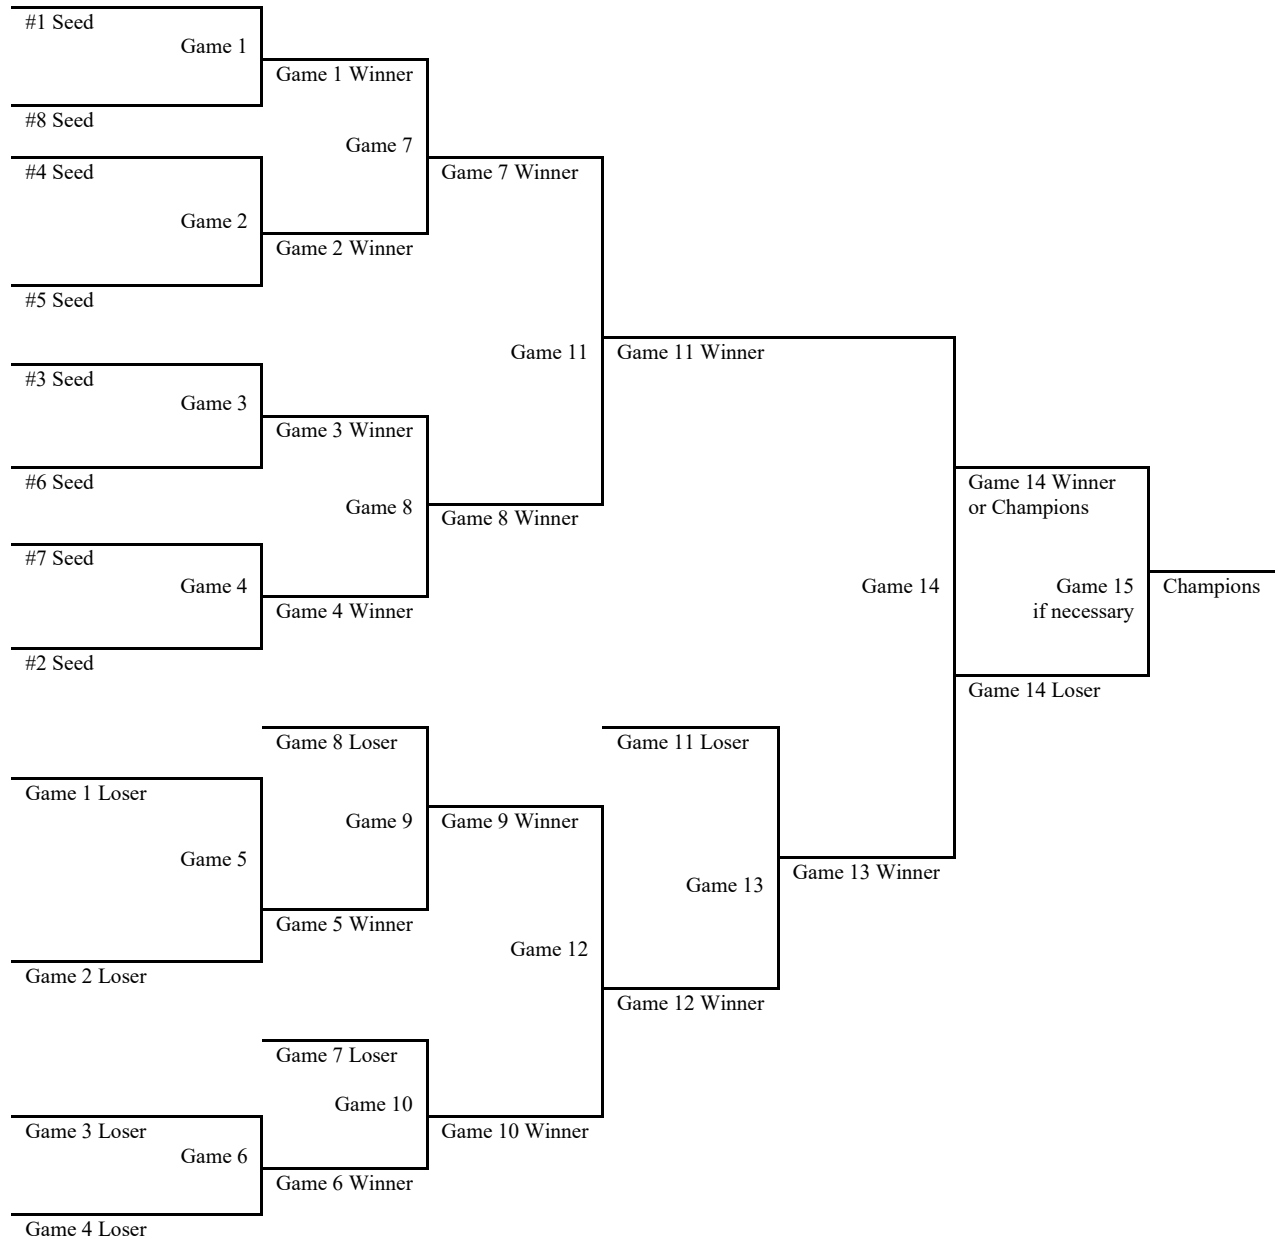 #1 Seed
Game 1
Game 1 Winner
#8 Seed
Game 7
#4 Seed
Game 7 Winner
Game 2
Game 2 Winner
#5 Seed
Game 11
Game 11 Winner
#3 Seed
Game 3
Game 3 Winner
#6 Seed
Game 14 Winner
or Champions
Game 8
Game 8 Winner
#7 Seed
Game 4
Game 14
Game 15
if necessary
Champions
Game 4 Winner
#2 Seed
Game 14 Loser
Game 8 Loser
Game 11 Loser
Game 1 Loser
Game 9
Game 9 Winner
Game 5
Game 13
Game 13 Winner
Game 5 Winner
Game 12
Game 2 Loser
Game 12 Winner
Game 7 Loser
Game 10
Game 3 Loser
Game 10 Winner
Game 6
Game 6 Winner
Game 4 Loser